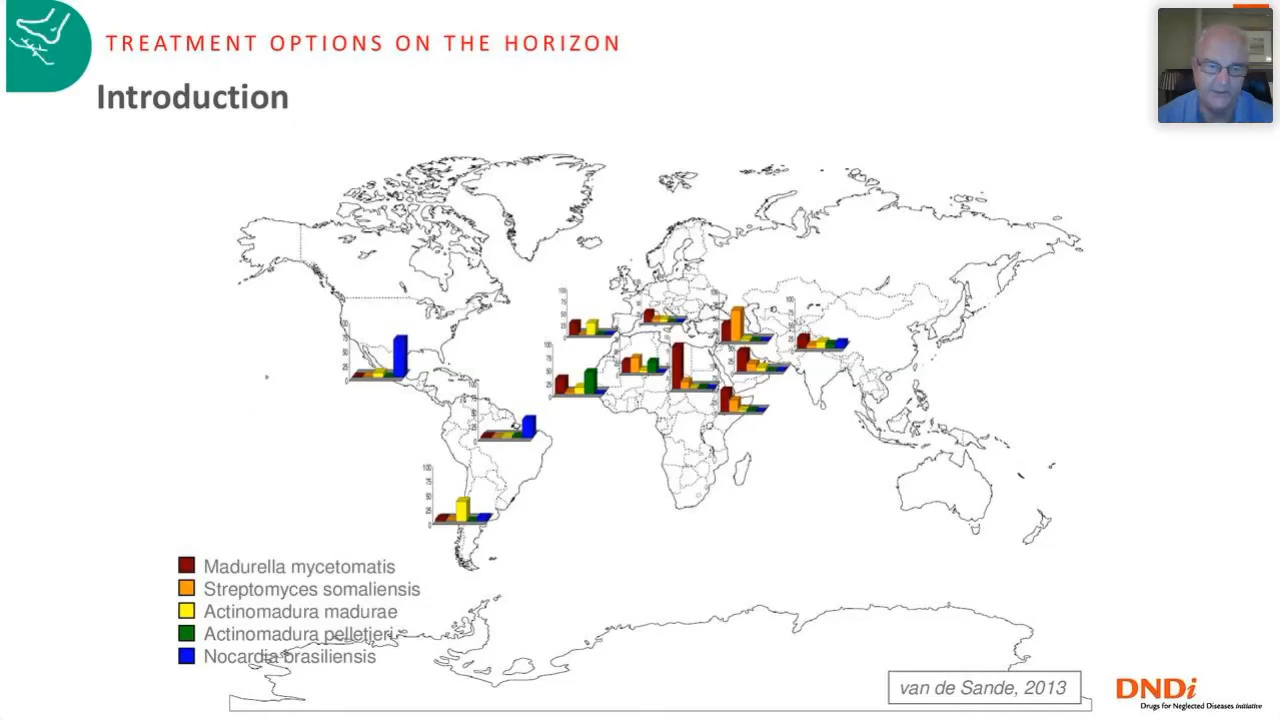 TREATMENT OPTIONS ON THE HORIZON
Introduction
Madurella mycetomatis
Streptomyces somaliensis
Actinomadura madurae
Actinomadura pelletieri
Nocardia brasiliensis
van de Sande, 2013
DNDi
Drugs for Neglected Diseases initiative